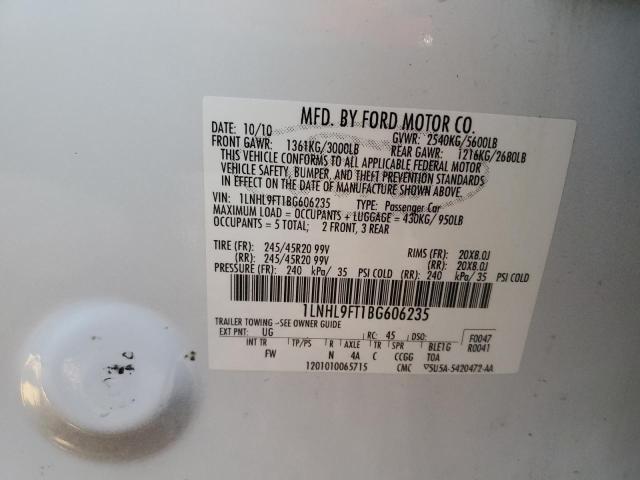 MFD. BY FORD MOTOR CO.
10/10 GVWR: 2540KG/5600LB
FRONT GAWR: 1361KG/3000LB REAR GAWR: 1216KG/2680LB
THIS VEHICLE CONFORMS TO ALL APPLICABLE FEDERAL MOTOR
VEHICLE SAFETY, BUMPER, AND THEFT PREVENTION STANDARDS
IN EFFECT ON THE DATE OF MANUFACTURE SHOWN ABOVE.
VIN: 1LNHL9FT1BG606235 TYPE: Passenger Car
MAXIMUM LOAD = OCCUPANTS + LUGGAGE = 430KG/950LB
OCCUPANTS = 5 TOTAL; 2 FRONT, 3 REAR
TIRE (FR): 245/45R20 99V RIMS (FR): 20X8.0J
(RR): 245/45R20 99V (RR): 20X8.0J
PRESSURE (FR): 240 kPa/ 35 PSI COLD (RR): 240 kPa/ 35 PSI COLD
1LNHL9FT1BG606235
TRAILER TOWING -SEE OWNER GUIDE
EXT PNT: UG RC: 45 DSO: F0047
R0041
INT TR TP/PS R AXLE TR SPR BLE1G
FW N 4A C CCGG TOA
1201010065715 CMC ▽5U5A-5420472-AA